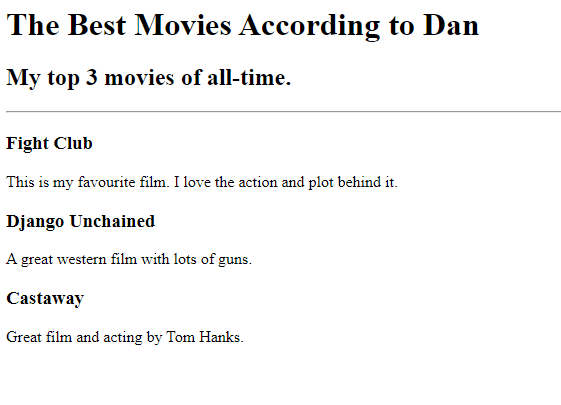 The Best Movies According to Dan
My top 3 movies of all-time.
Fight Club
This is my favourite film. I love the action and plot behind it.
Django Unchained
A great western film with lots of guns.
Castaway
Great film and acting by Tom Hanks.